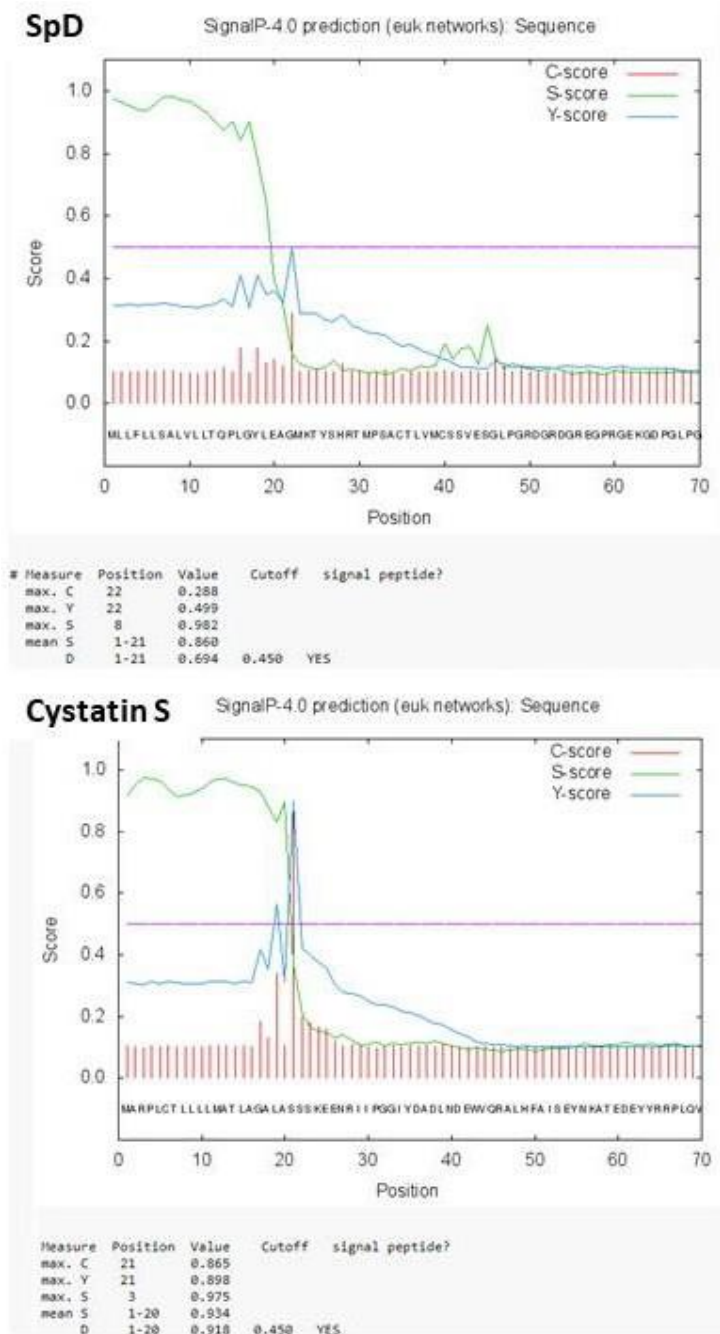 SpD
SignalP-4.0 prediction (euk networks): Sequence
C-score
S-score
Y-score
1.0
0.8
0.6
0.4
0.2
0.0
Score
MLLFLLSALVLLTQPLGYLEAGMKTYSHRTMPSACTLVMCSSVESGLPGRDGRDGREGPRGEKGDPGLPG
0 10 20 30 40 50 60 70
Position
# Measure Position Value Cutoff signal peptide?
max. C 22 0.288
max. Y 22 0.499
max. S 8 0.982
mean S 1-21 0.860
D 1-21 0.694 0.450 YES
Cystatin S
SignalP-4.0 prediction (euk networks): Sequence
C-score
S-score
Y-score
1.0
0.8
0.6
0.4
0.2
0.0
Score
MARPLCTLLLLMATLAGALASSSKEENRIIPGGIYDADLNDEWVQRALHFAISEYNKATEDEYYRRPLQV
0 10 20 30 40 50 60 70
Position
Measure Position Value Cutoff signal peptide?
max. C 21 0.865
max. Y 21 0.898
max. S 3 0.975
mean S 1-20 0.934
D 1-20 0.918 0.450 YES